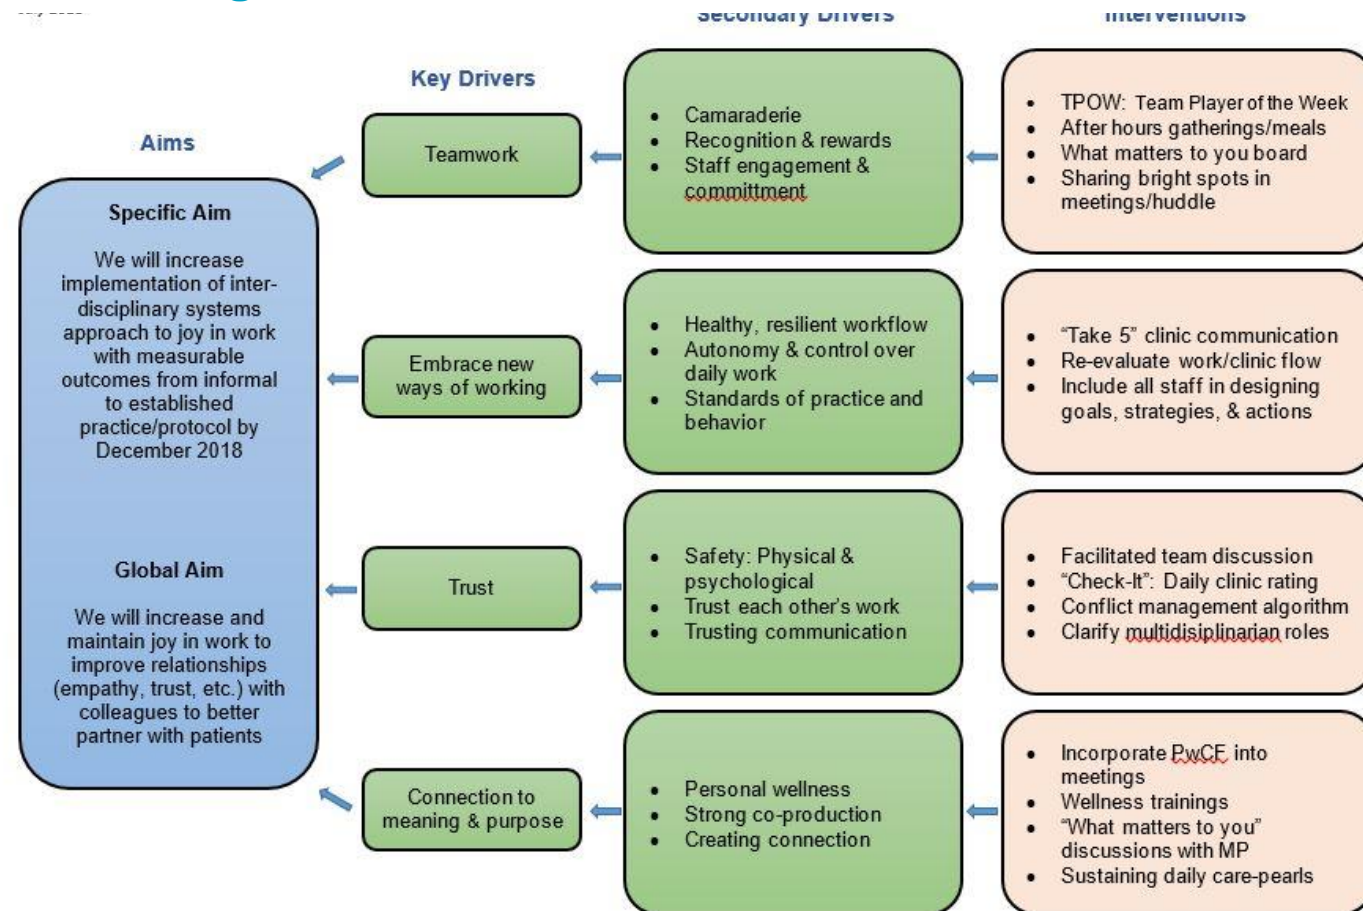 Secondary Drivers
Interventions
Key Drivers
Aims
Specific Aim
We will increase
implementation of inter-
disciplinary systems
approach to joy in work
with measurable
outcomes from informal
to established
practice/protocol by
December 2018
Global Aim
We will increase and
maintain joy in work to
improve relationships
(empathy, trust, etc.) with
colleagues to better
partner with patients
Teamwork
• Camaraderie
• Recognition & rewards
• Staff engagement &
committment
• TPOW: Team Player of the Week
• After hours gatherings/meals
• What matters to you board
• Sharing bright spots in
meetings/huddle
Embrace new
ways of working
• Healthy, resilient workflow
• Autonomy & control over
daily work
• Standards of practice and
behavior
• “Take 5” clinic communication
• Re-evaluate work/clinic flow
• Include all staff in designing
goals, strategies, & actions
Trust
• Safety: Physical &
psychological
• Trust each other’s work
• Trusting communication
• Facilitated team discussion
• “Check-It”: Daily clinic rating
• Conflict management algorithm
• Clarify multidisiplinarian roles
Connection to
meaning & purpose
• Personal wellness
• Strong co-production
• Creating connection
• Incorporate PwCF into
meetings
• Wellness trainings
• “What matters to you”
discussions with MP
• Sustaining daily care-pearls